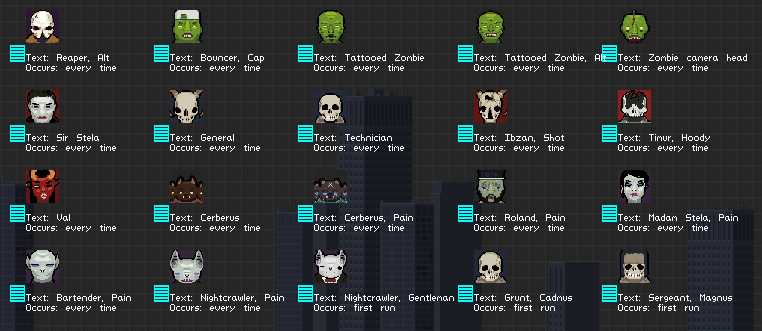 Text: Reaper, Alt
Occurs: every time
Text: Bouncer, Cap
Occurs: every time
Text: Tattooed Zombie
Occurs: every time
Text: Tattooed Zombie, Alt
Occurs: every time
Text: Zombie camera head
Occurs: every time
Text: Sir Stela
Occurs: every time
Text: General
Occurs: every time
Text: Technician
Occurs: every time
Text: Ibzan, Shot
Occurs: every time
Text: Timur, Hoody
Occurs: every time
Text: Val
Occurs: every time
Text: Cerberus
Occurs: every time
Text: Cerberus, Pain
Occurs: every time
Text: Roland, Pain
Occurs: every time
Text: Madam Stela, Pain
Occurs: every time
Text: Bartender, Pain
Occurs: every time
Text: Nightcrawler, Pain
Occurs: every time
Text: Nightcrawler, Gentleman
Occurs: first run
Text: Grunt, Cadmus
Occurs: first run
Text: Sergeant, Magnus
Occurs: first run